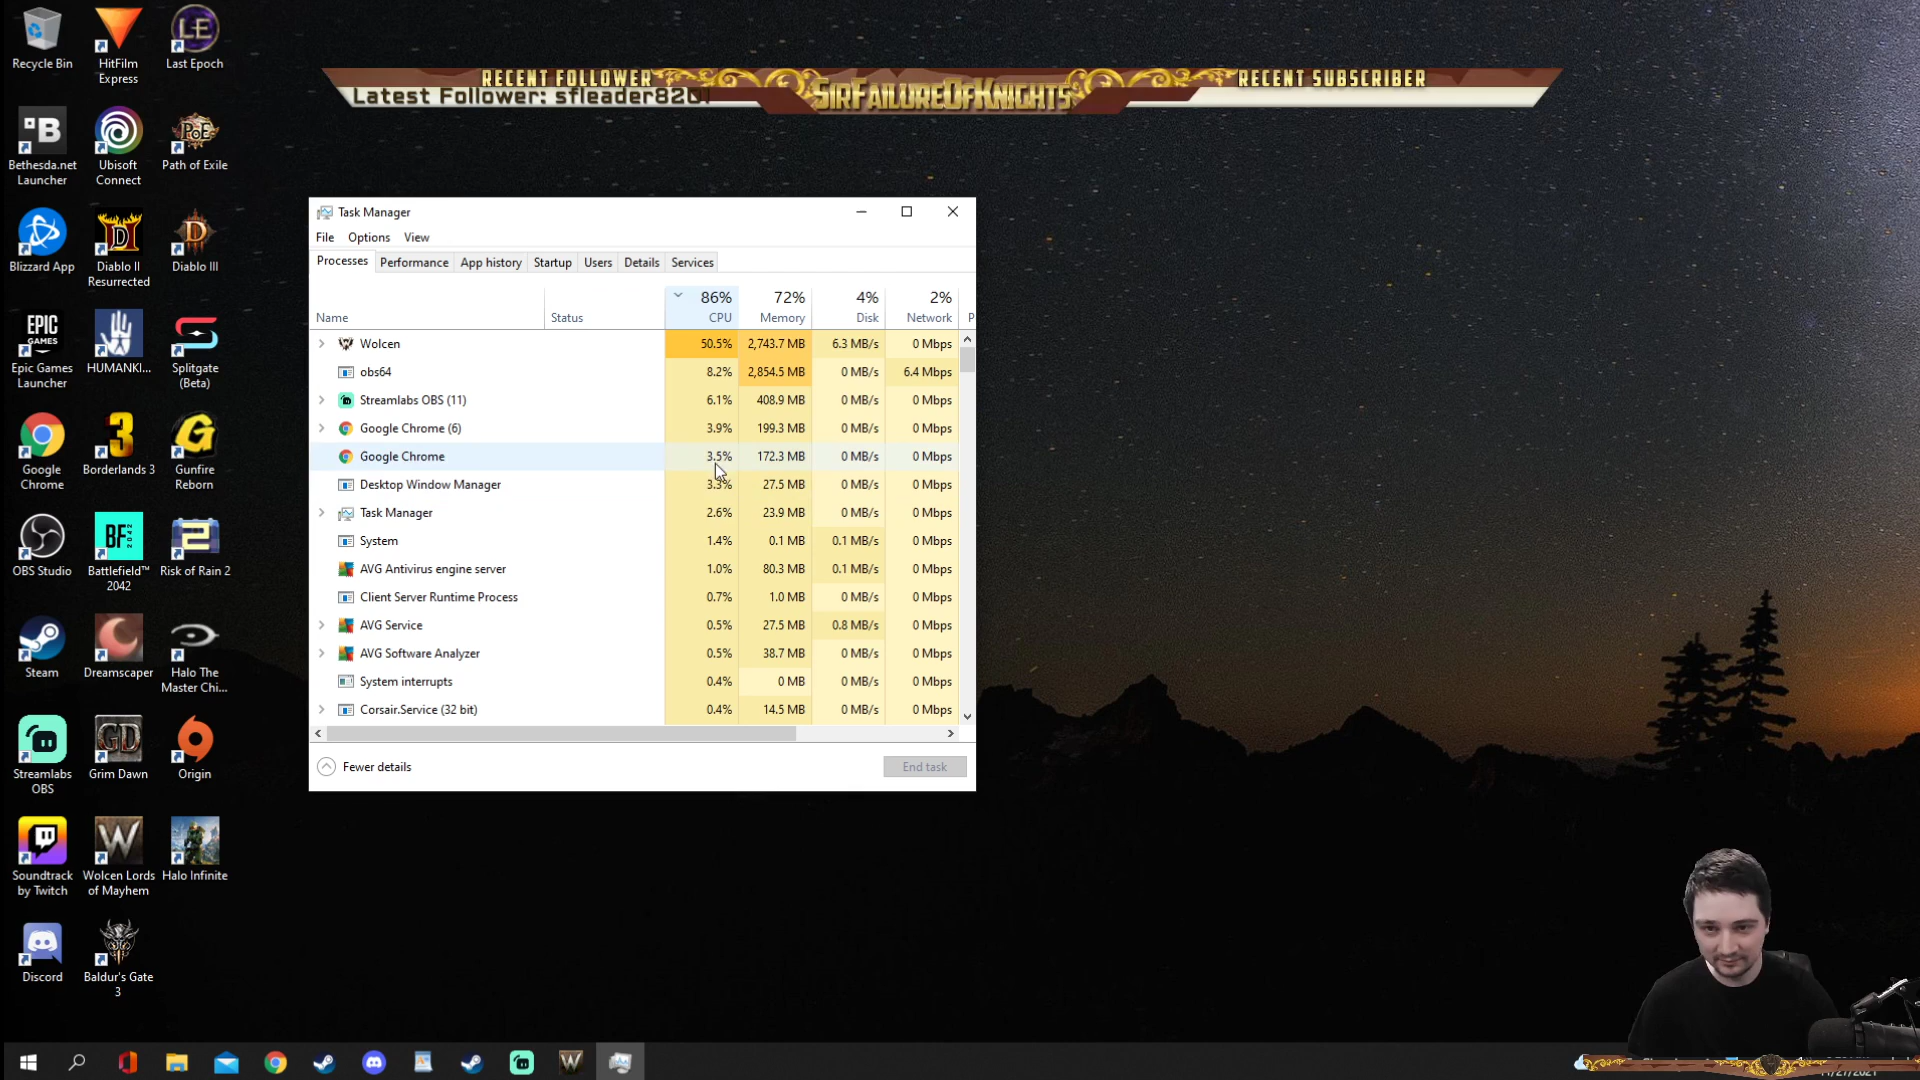 RECENT FOLLOWER
Latest Follower: sfleader820
SirFailureOfKnights
RECENT SUBSCRIBER
Recycle Bin
HitFilm Express
Last Epoch
Bethesda.net Launcher
Ubisoft Connect
Path of Exile
Blizzard App
Diablo II Resurrected
Diablo III
EPIC GAMES
Epic Games Launcher
HUMANKI...
Splitgate (Beta)
Google Chrome
Borderlands 3
Gunfire Reborn
OBS Studio
BF 2042
Battlefield™ 2042
Risk of Rain 2
Steam
Dreamscaper
Halo The Master Chi...
Streamlabs OBS
Grim Dawn
Origin
Soundtrack by Twitch
Wolcen Lords of Mayhem
Halo Infinite
Discord
Baldur's Gate 3
Task Manager
File Options View
Processes Performance App history Startup Users Details Services
86% 72% 4% 2%
Name Status CPU Memory Disk Network P
Wolcen 50.5% 2,743.7 MB 6.3 MB/s 0 Mbps
obs64 8.2% 2,854.5 MB 0 MB/s 6.4 Mbps
Streamlabs OBS (11) 6.1% 408.9 MB 0 MB/s 0 Mbps
Google Chrome (6) 3.9% 199.3 MB 0 MB/s 0 Mbps
Google Chrome 3.5% 172.3 MB 0 MB/s 0 Mbps
Desktop Window Manager 3.3% 27.5 MB 0 MB/s 0 Mbps
Task Manager 2.6% 23.9 MB 0 MB/s 0 Mbps
System 1.4% 0.1 MB 0.1 MB/s 0 Mbps
AVG Antivirus engine server 1.0% 80.3 MB 0.1 MB/s 0 Mbps
Client Server Runtime Process 0.7% 1.0 MB 0 MB/s 0 Mbps
AVG Service 0.5% 27.5 MB 0.8 MB/s 0 Mbps
AVG Software Analyzer 0.5% 38.7 MB 0 MB/s 0 Mbps
System interrupts 0.4% 0 MB 0 MB/s 0 Mbps
Corsair.Service (32 bit) 0.4% 14.5 MB 0 MB/s 0 Mbps
Fewer details
End task